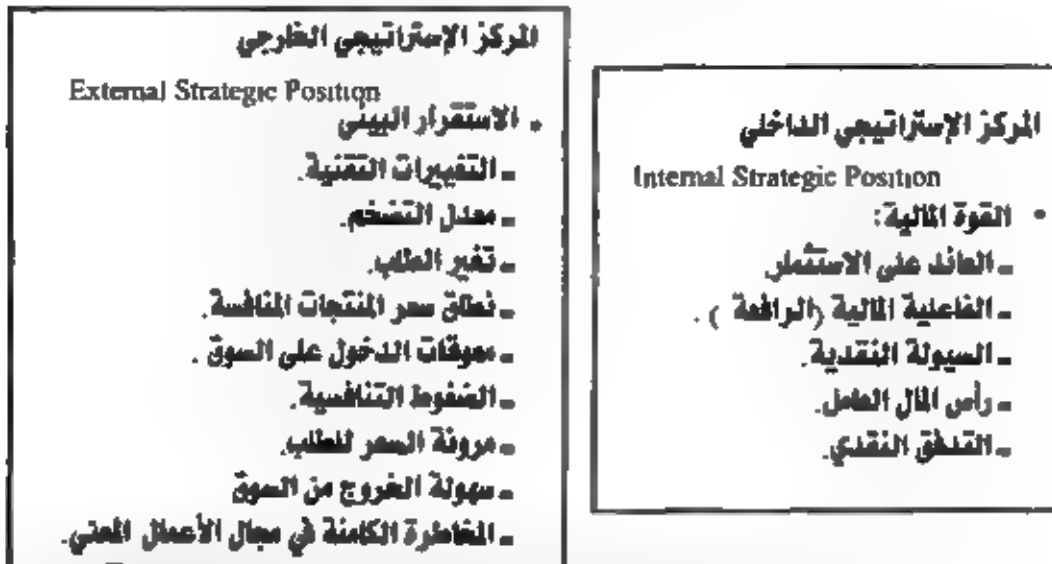 المركز الإستراتيجي الداخلي
Internal Strategic Position
• القوة المالية:
ـ العائد على الاستثمار
ـ الفاعلية المالية (الرافعة ) .
ـ السيولة النقدية.
ـ رأس المال العامل.
ـ التدفق النقدي.
المركز الإستراتيجي الخارجي
External Strategic Position
• الاستقرار البيئي
ـ التغييرات التقنية.
ـ معدل التضخم.
ـ تغير الطلب.
ـ نطاق سعر المنتجات المنافسة.
ـ معوقات الدخول على السوق .
ـ الضغوط التنافسية.
ـ مرونة السعر للطلب.
ـ سهولة الخروج من السوق
ـ المخاطرة الكامنة في مجال الأعمال المعني.